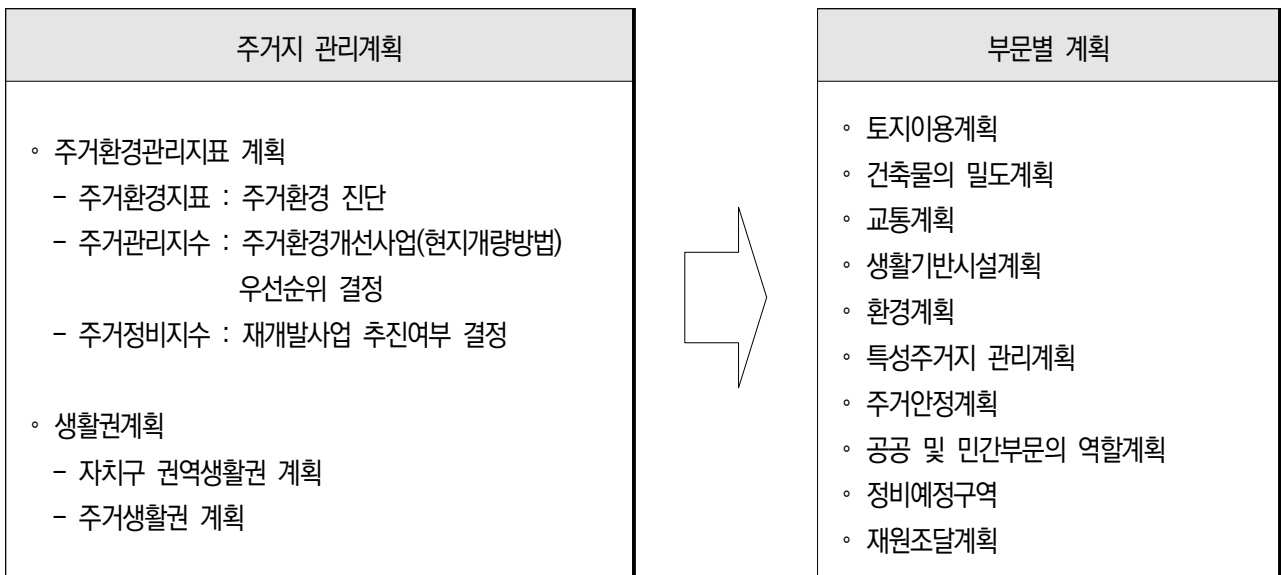 주거지 관리계획
◦ 주거환경관리지표 계획
- 주거환경지표 : 주거환경 진단
- 주거관리지수 : 주거환경개선사업(현지개량방법)
우선순위 결정
- 주거정비지수 : 재개발사업 추진여부 결정
◦ 생활권계획
- 자치구 권역생활권 계획
- 주거생활권 계획
부문별 계획
◦ 토지이용계획
◦ 건축물의 밀도계획
◦ 교통계획
◦ 생활기반시설계획
◦ 환경계획
◦ 특성주거지 관리계획
◦ 주거안정계획
◦ 공공 및 민간부문의 역할계획
◦ 정비예정구역
◦ 재원조달계획